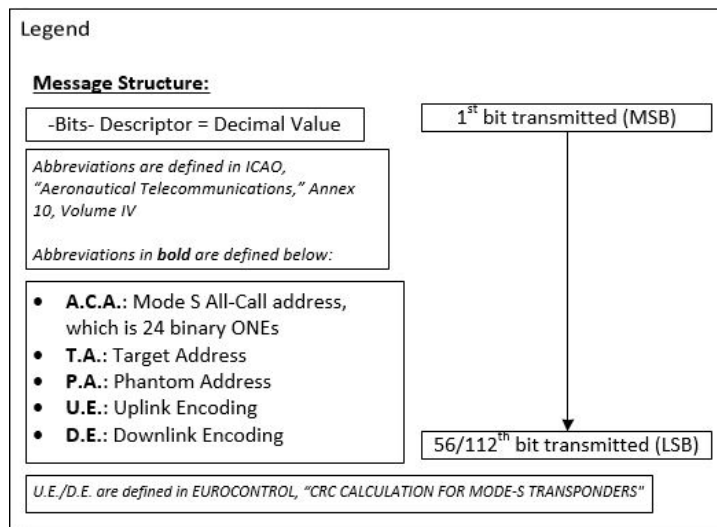 Legend
Message Structure:
-Bits- Descriptor = Decimal Value
1st bit transmitted (MSB)
Abbreviations are defined in ICAO,
"Aeronautical Telecommunications," Annex
10, Volume IV
Abbreviations in bold are defined below:
• A.C.A.: Mode S All-Call address,
which is 24 binary ONEs
• T.A.: Target Address
• P.A.: Phantom Address
• U.E.: Uplink Encoding
• D.E.: Downlink Encoding
56/112th bit transmitted (LSB)
U.E./D.E. are defined in EUROCONTROL, "CRC CALCULATION FOR MODE-S TRANSPONDERS"